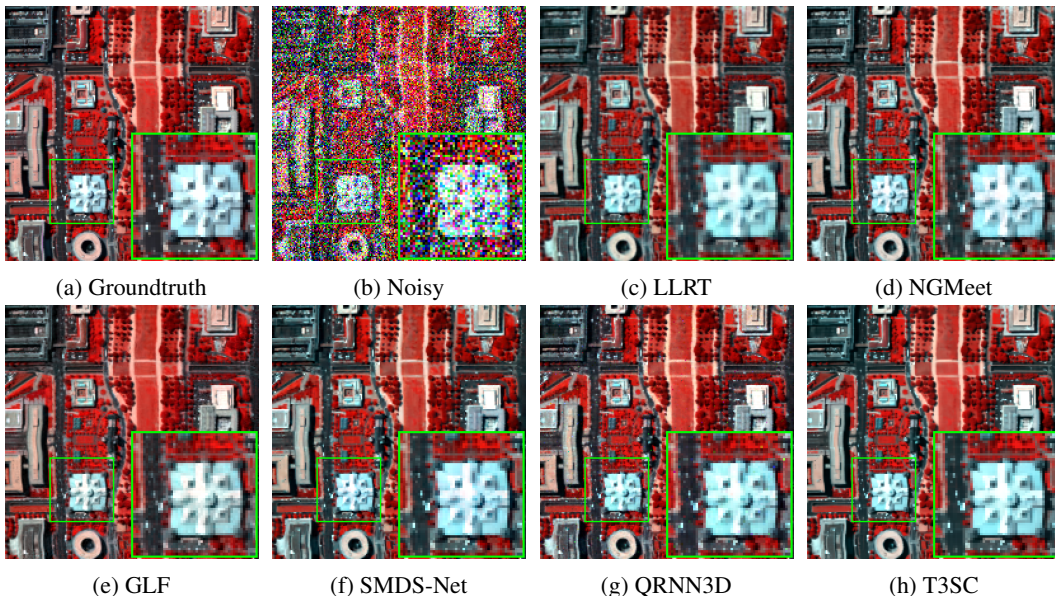 (a) Groundtruth
(b) Noisy
(c) LLRT
(d) NGMeet
(e) GLF
(f) SMDS-Net
(g) QRNN3D
(h) T3SC